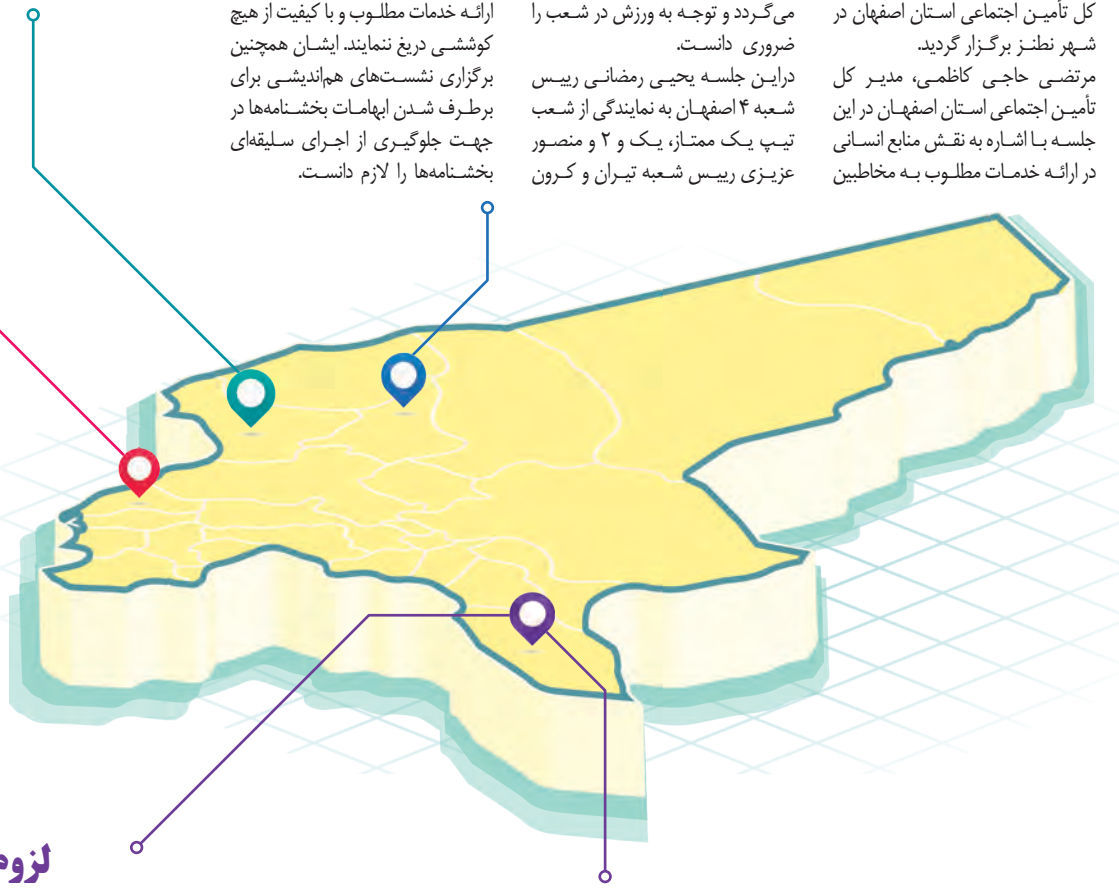 کل تأمین اجتماعی استان اصفهان در
شهر نطنز برگزار گردید.
مرتضی حاجی کاظمی، مدیر کل
تأمین اجتماعی استان اصفهان در این
جلسه با اشاره به نقش منابع انسانی
در ارائه خدمات مطلوب به مخاطبین
می‌گردد و توجه به ورزش در شعب را
ضروری دانست.
دراین جلسه یحیی رمضانی رییس
شعبه ۴ اصفهان به نمایندگی از شعب
تیپ یک ممتاز، یک و ۲ و منصور
عزیزی رییس شعبه تیران و کرون
ارائه خدمات مطلوب و با کیفیت از هیچ
کوششی دریغ ننمایند. ایشان همچنین
برگزاری نشست‌های هم‌اندیشی برای
برطرف شدن ابهامات بخشنامه‌ها در
جهت جلوگیری از اجرای سلیقه‌ای
بخشنامه‌ها را لازم دانست.